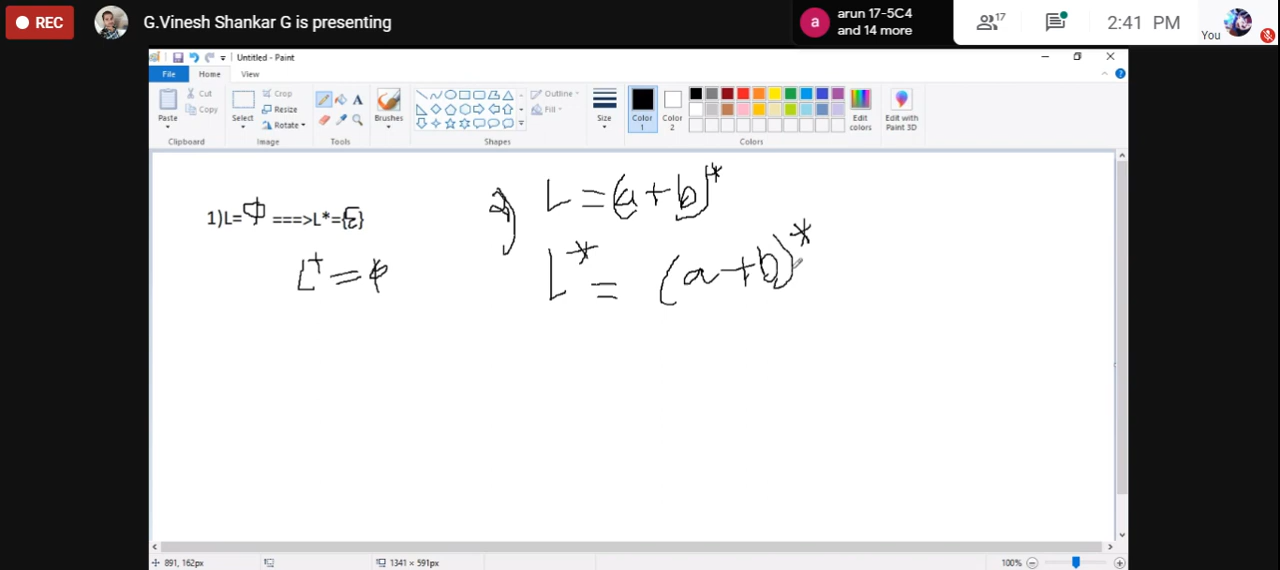 REC
G.Vinesh Shankar G is presenting
a
arun 17-5C4
and 14 more
17
2:41 PM
You
Untitled - Paint
File Home View
Paste
Cut
Copy
Clipboard
Select
Crop
Resize
Rotate
Image
A
Tools
Brushes
Outline
Fill
Shapes
Size
Color
1
Color
2
Edit
colors
Colors
Edit with
Paint 3D
1)L=Φ ===>L*={ε}
L+ = φ
2) L = (a+b)*
L* = (a+b)*
891, 162px
1341 × 591px
100%